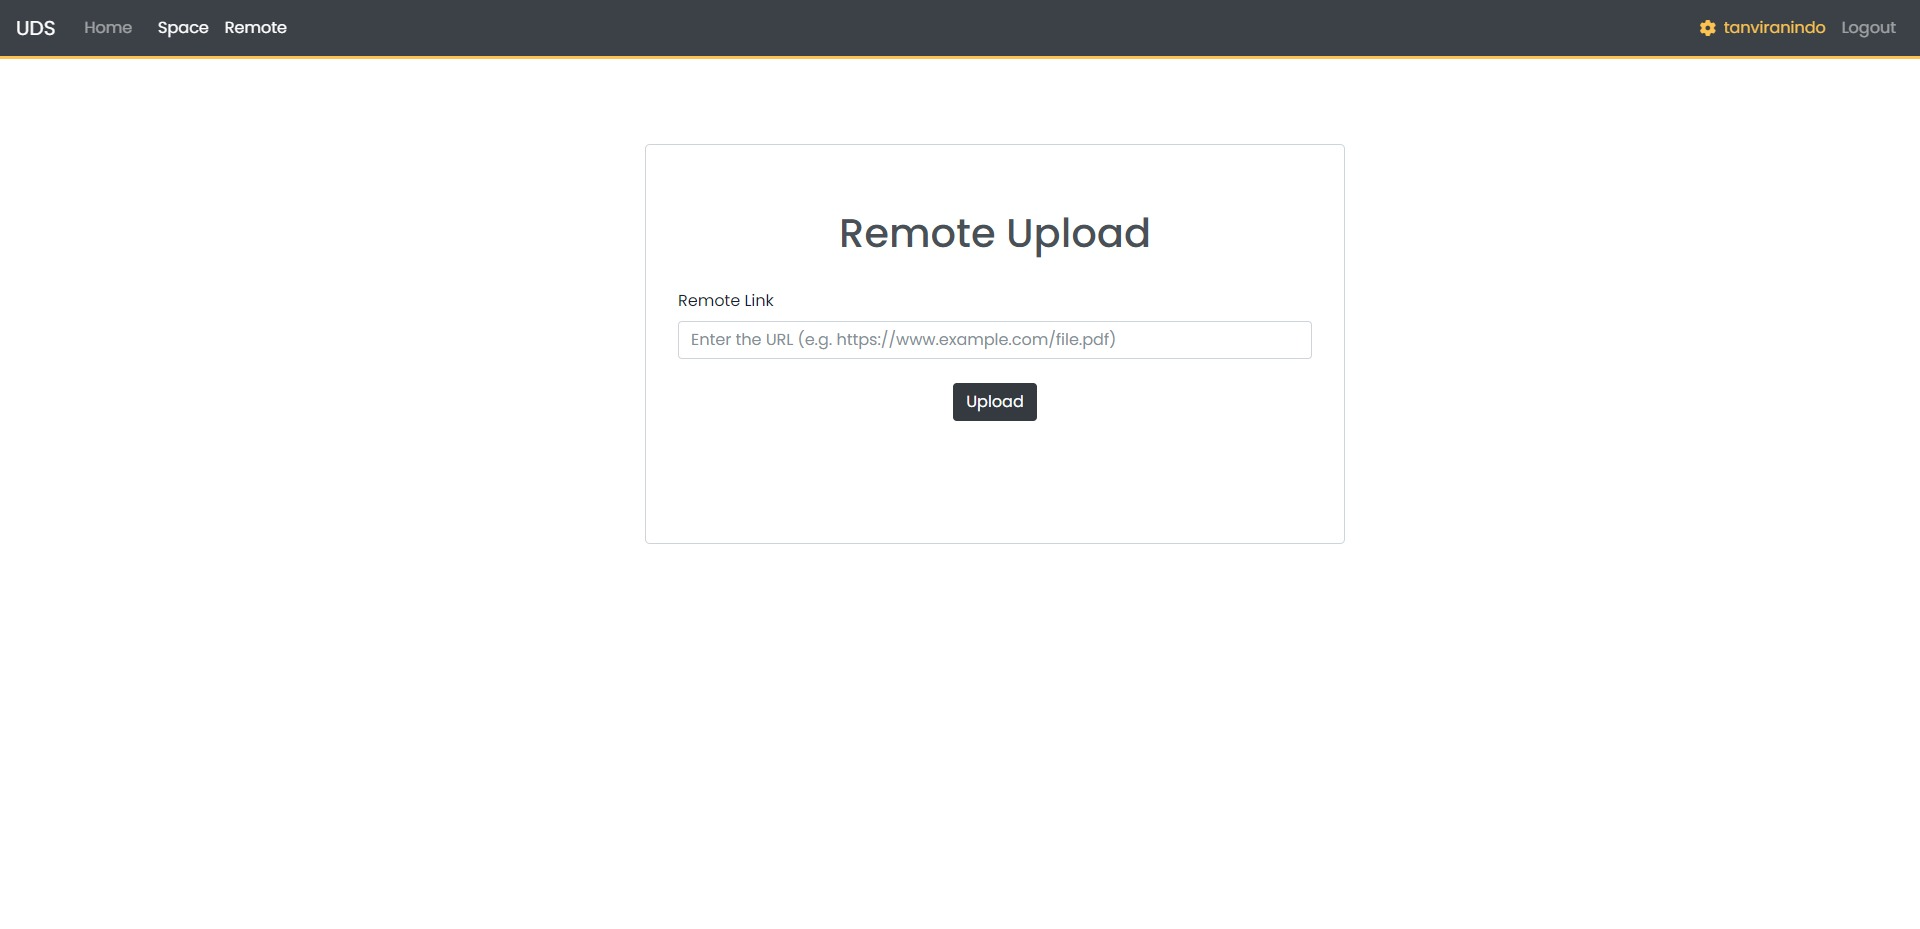 UDS Home Space Remote tanviranindo Logout
Remote Upload
Remote Link
Enter the URL (e.g. https://www.example.com/file.pdf)
Upload